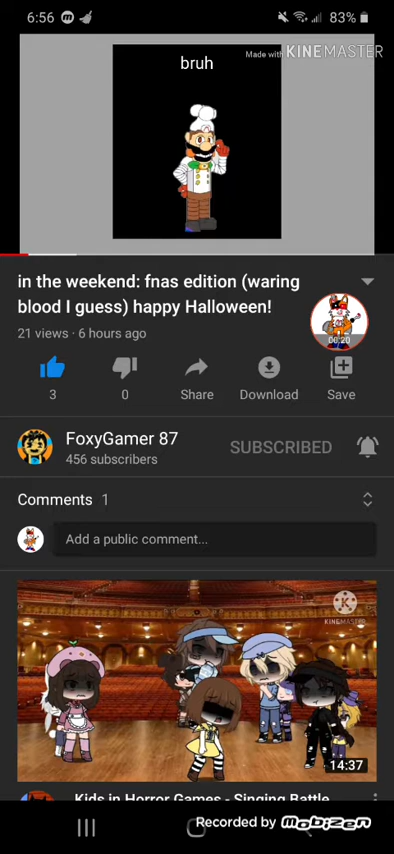 6:56
83%
bruh
Made with KINEMASTER
in the weekend: fnas edition (waring
blood I guess) happy Halloween!
21 views · 6 hours ago
00:20
3
0
Share
Download
Save
FoxyGamer 87
456 subscribers
SUBSCRIBED
Comments 1
Add a public comment...
KINEMASTER
14:37
Kids in Horror Games - Singing Battle
Recorded by mobizen